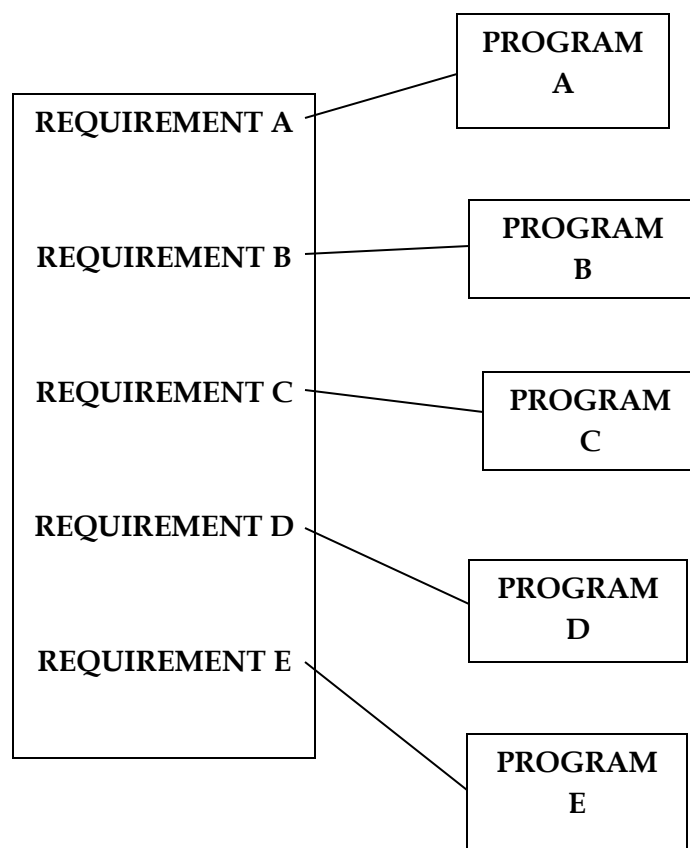 PROGRAM
A
REQUIREMENT A
PROGRAM
B
REQUIREMENT B
REQUIREMENT C
PROGRAM
C
REQUIREMENT D
PROGRAM
D
REQUIREMENT E
PROGRAM
E